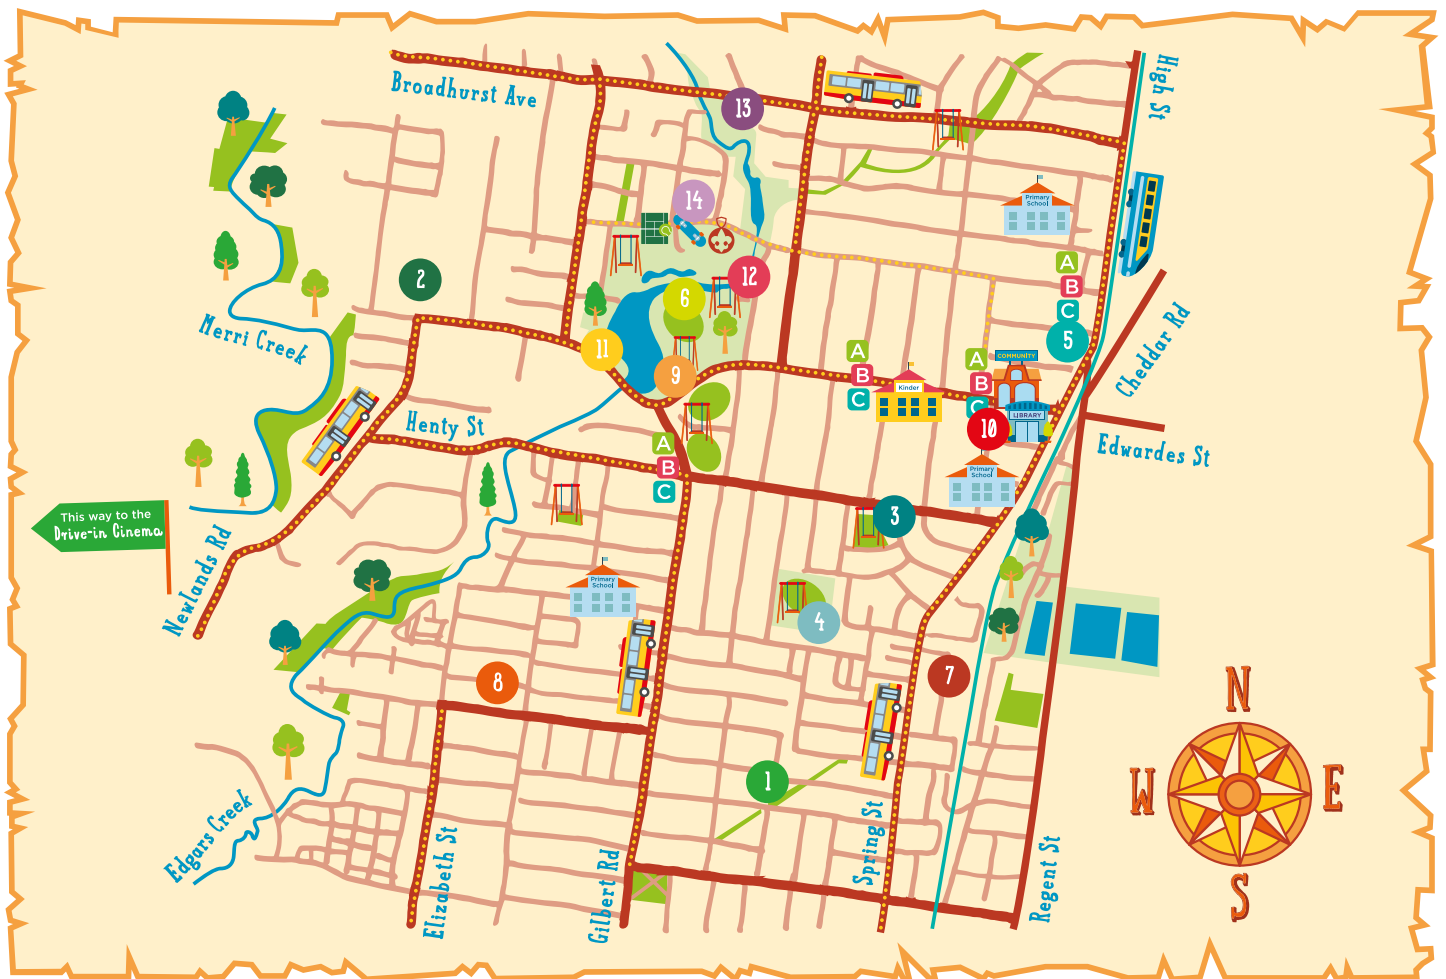 Broadhurst Ave
High St
13
14
Primary
School
2
12
6
A
B
C
5
Merri Creek
11
9
A
B
C
Kinder
A
B
C
COMMUNITY
LIBRARY
10
Cheddar Rd
Henty St
A
B
C
Edwardes St
Primary
School
3
This way to the
Drive-in Cinema
Newlands Rd
Primary
School
4
8
7
1
N
W
E
S
Edgars Creek
Elizabeth St
Gilbert Rd
Spring St
Regent St